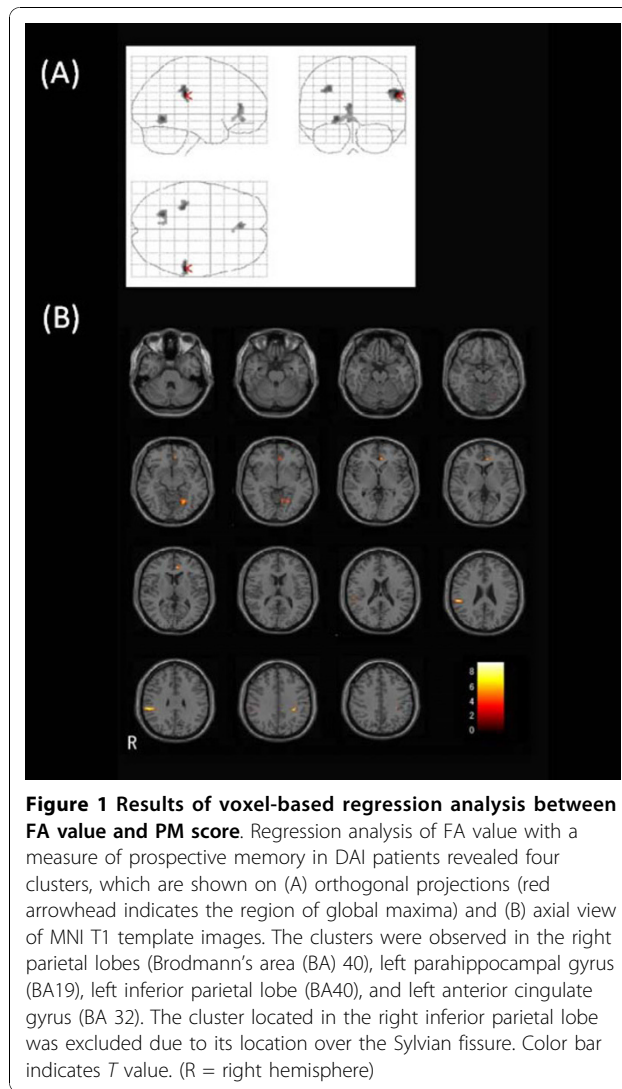 (A)
(B)
8
6
4
2
0
R
Figure 1 Results of voxel-based regression analysis between
FA value and PM score. Regression analysis of FA value with a
measure of prospective memory in DAI patients revealed four
clusters, which are shown on (A) orthogonal projections (red
arrowhead indicates the region of global maxima) and (B) axial view
of MNI T1 template images. The clusters were observed in the right
parietal lobes (Brodmann's area (BA) 40), left parahippocampal gyrus
(BA19), left inferior parietal lobe (BA40), and left anterior cingulate
gyrus (BA 32). The cluster located in the right inferior parietal lobe
was excluded due to its location over the Sylvian fissure. Color bar
indicates T value. (R = right hemisphere)